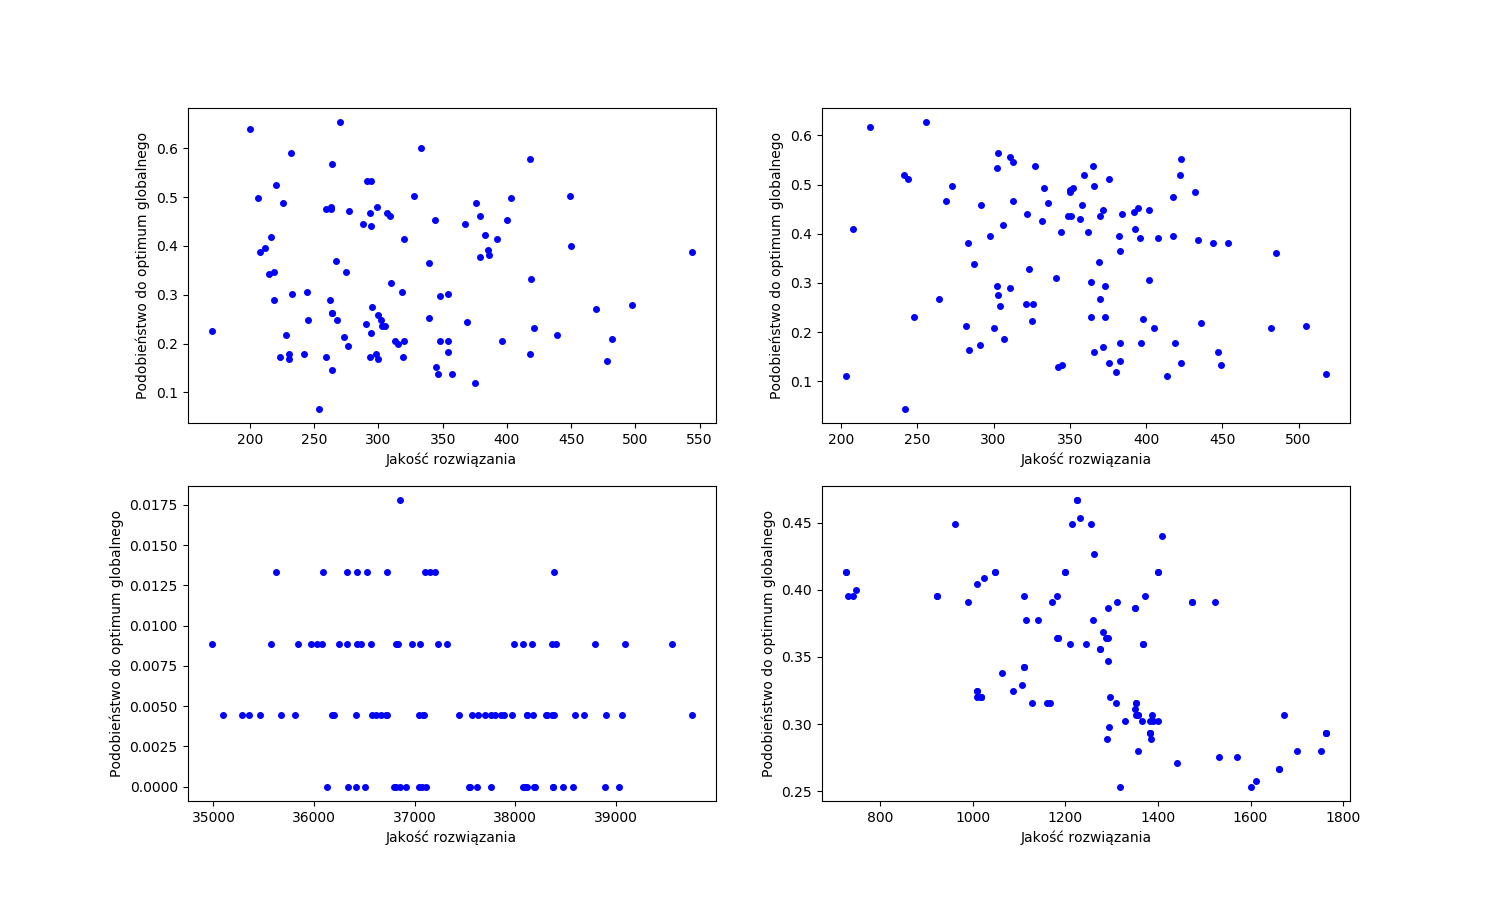 Podobieństwo do optimum globalnego
0.6
0.5
0.4
0.3
0.2
0.1
200 250 300 350 400 450 500 550
Jakość rozwiązania
Podobieństwo do optimum globalnego
0.6
0.5
0.4
0.3
0.2
0.1
200 250 300 350 400 450 500
Jakość rozwiązania
Podobieństwo do optimum globalnego
0.0175
0.0150
0.0125
0.0100
0.0075
0.0050
0.0025
0.0000
35000 36000 37000 38000 39000
Jakość rozwiązania
Podobieństwo do optimum globalnego
0.45
0.40
0.35
0.30
0.25
800 1000 1200 1400 1600 1800
Jakość rozwiązania